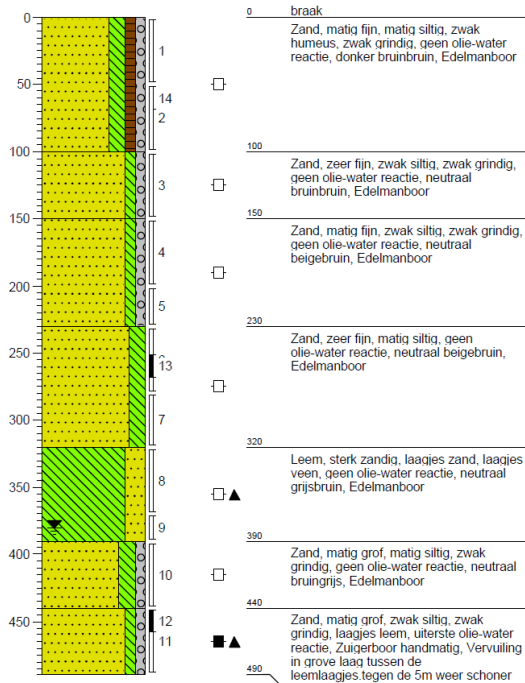 0 braak
0
Zand, matig fijn, matig siltig, zwak
humeus, zwak grindig, geen olie-water
reactie, donker bruinbruin, Edelmanboor
1
50
14
2
100
100
Zand, zeer fijn, zwak siltig, zwak grindig,
geen olie-water reactie, neutraal
bruinbruin, Edelmanboor
3
150
150
Zand, matig fijn, zwak siltig, zwak grindig,
geen olie-water reactie, neutraal
beigebruin, Edelmanboor
4
200
5
230
Zand, zeer fijn, matig siltig, geen
olie-water reactie, neutraal beigebruin,
Edelmanboor
250
13
300
7
320
Leem, sterk zandig, laagjes zand, laagjes
veen, geen olie-water reactie, neutraal
grijsbruin, Edelmanboor
350
8
9
390
400
Zand, matig grof, matig siltig, zwak
grindig, geen olie-water reactie, neutraal
bruingrijs, Edelmanboor
10
440
Zand, matig grof, zwak siltig, zwak
grindig, laagjes leem, uiterste olie-water
reactie, Zuigerboor handmatig, Vervuiling
in grove laag tussen de
leemlaagjes.tegen de 5m weer schoner
450
12
11
490